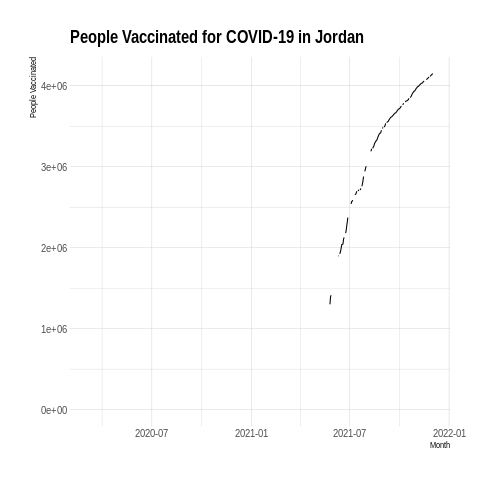 People Vaccinated for COVID-19 in Jordan
People Vaccinated
4e+06
3e+06
2e+06
1e+06
0e+00
2020-07 2021-01 2021-07 2022-01
Month